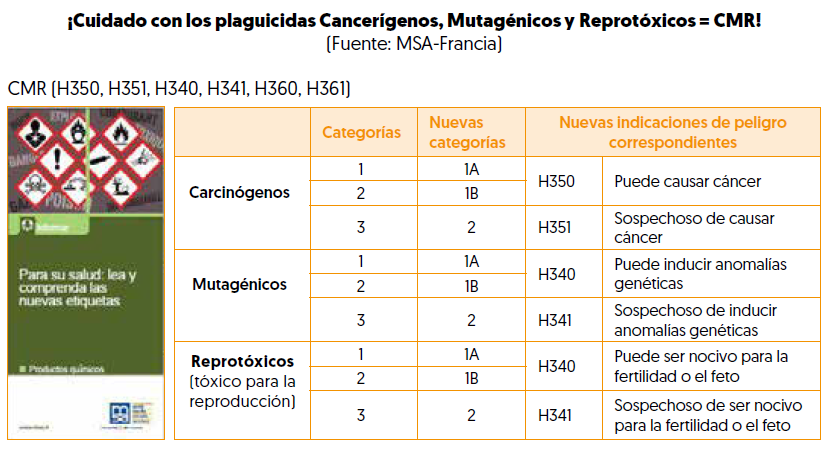 ¡Cuidado con los plaguicidas Cancerígenos, Mutagénicos y Reprotóxicos = CMR!
(Fuente: MSA-Francia)
CMR (H350, H351, H340, H341, H360, H361)
Informar
Para su salud: lea y
comprenda las
nuevas etiquetas
Productos químicos
Categorías
Nuevas
categorías
Nuevas indicaciones de peligro
correspondientes
Carcinógenos
1 1A
2 1B
H350 Puede causar cáncer
3 2 H351 Sospechoso de causar
cáncer
Mutagénicos
1 1A
2 1B
H340 Puede inducir anomalías
genéticas
3 2 H341 Sospechoso de inducir
anomalías genéticas
Reprotóxicos
(tóxico para la
reproducción)
1 1A
2 1B
H340 Puede ser nocivo para la
fertilidad o el feto
3 2 H341 Sospechoso de ser nocivo
para la fertilidad o el feto